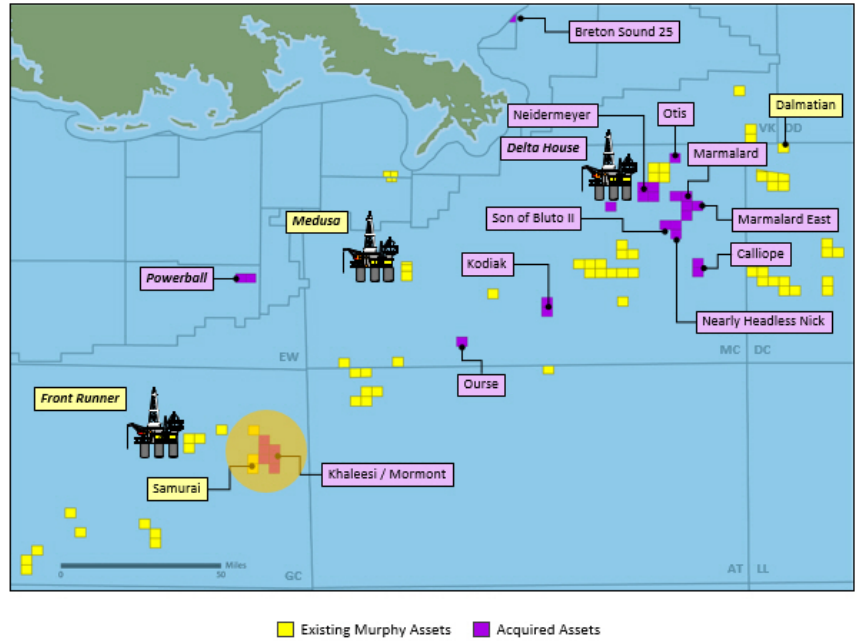 Breton Sound 25
Dalmatian
Neidermeyer
Otis
VK DD
Delta House
Marmalard
Medusa
Son of Bluto II
Marmalard East
Powerball
Kodiak
Calliope
Nearly Headless Nick
EW
MC DC
Ourse
Front Runner
Khaleesi / Mormont
Samurai
Miles
0 50
GC
AT LL
Existing Murphy Assets
Acquired Assets